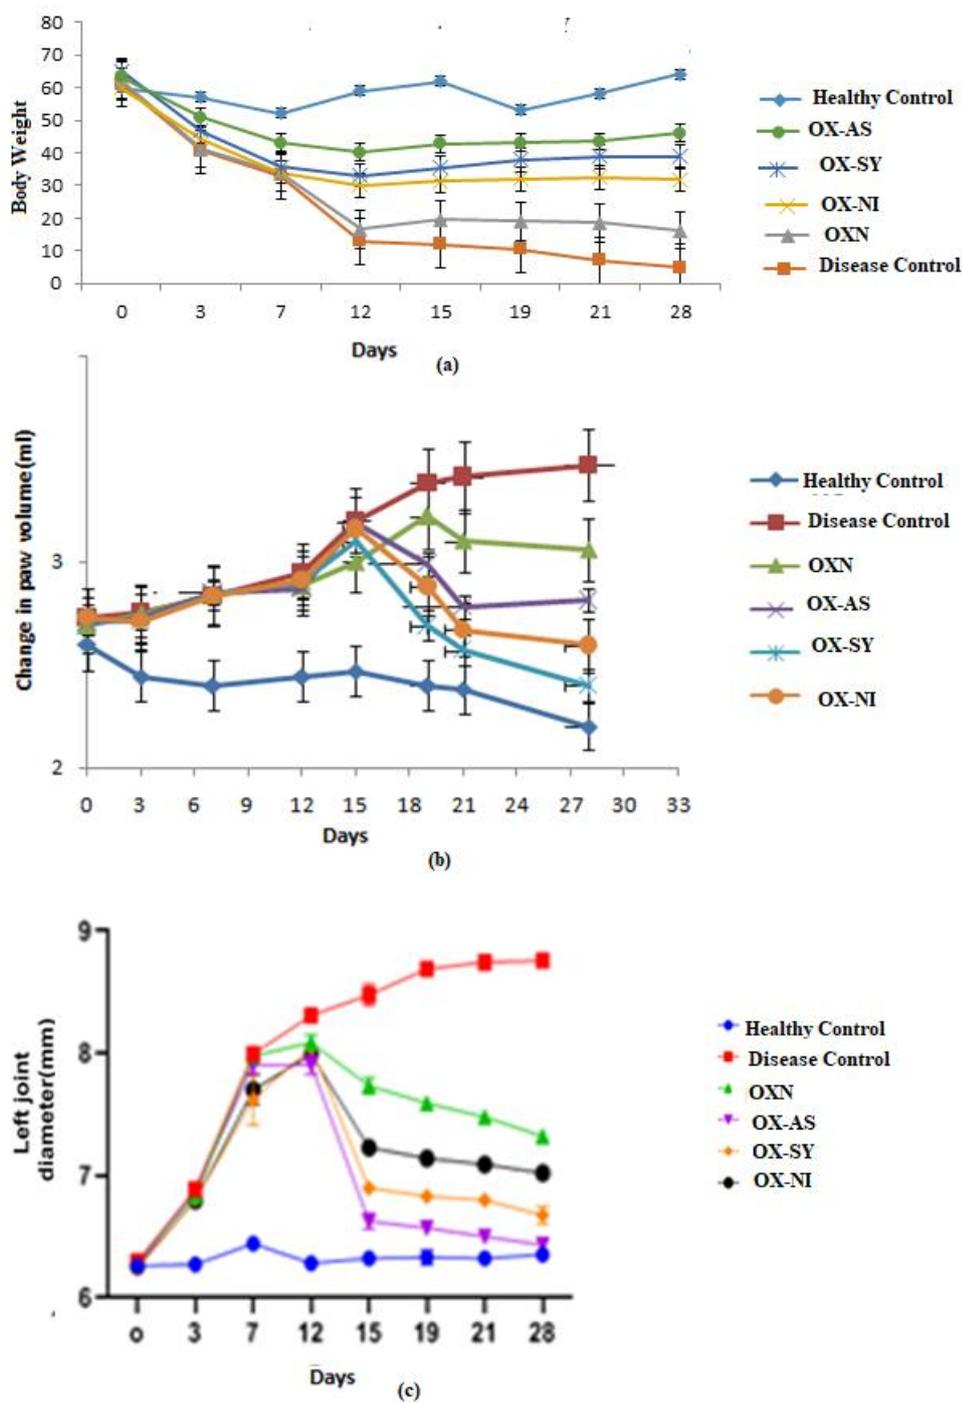 80
70
60
50
40
30
20
10
0
Body Weight
0 3 7 12 15 19 21 28
Days
(a)
Healthy Control
OX-AS
OX-SY
OX-NI
OXN
Disease Control
Change in paw volume(ml)
3
2
0 3 6 9 12 15 18 21 24 27 30 33
Days
(b)
Healthy Control
Disease Control
OXN
OX-AS
OX-SY
OX-NI
9
8
7
6
Left joint
diameter(mm)
0 3 7 12 15 19 21 28
Days
(c)
Healthy Control
Disease Control
OXN
OX-AS
OX-SY
OX-NI